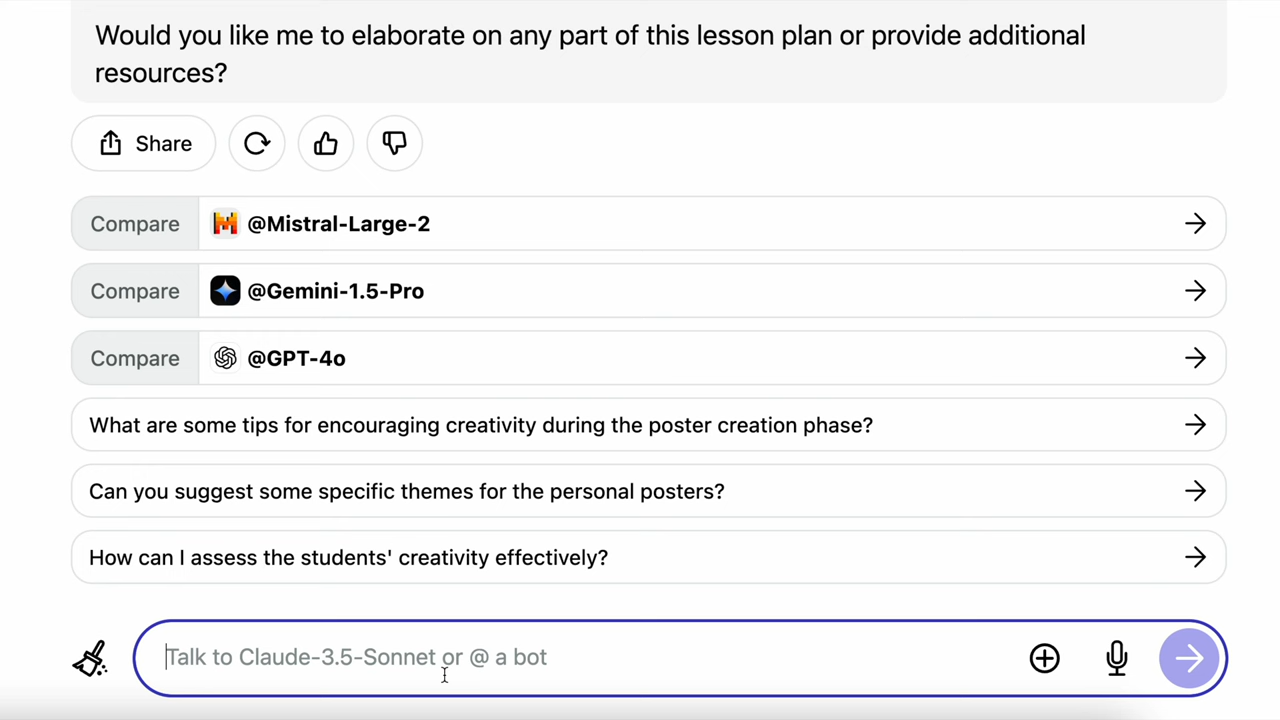 Would you like me to elaborate on any part of this lesson plan or provide additional
resources?
Share
Compare @Mistral-Large-2
Compare @Gemini-1.5-Pro
Compare @GPT-4o
What are some tips for encouraging creativity during the poster creation phase?
Can you suggest some specific themes for the personal posters?
How can I assess the students' creativity effectively?
Talk to Claude-3.5-Sonnet or @ a bot